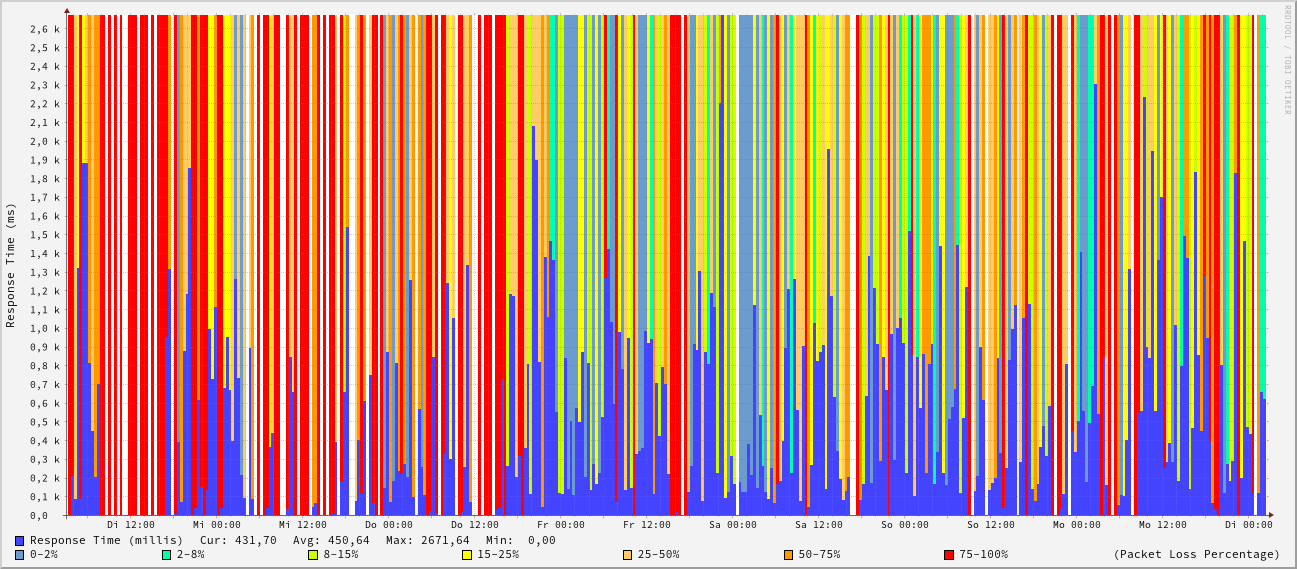 RRDTOOL / TOBI OETIKER
Response Time (ms)
2,6 k
2,5 k
2,4 k
2,3 k
2,2 k
2,1 k
2,0 k
1,9 k
1,8 k
1,7 k
1,6 k
1,5 k
1,4 k
1,3 k
1,2 k
1,1 k
1,0 k
0,9 k
0,8 k
0,7 k
0,6 k
0,5 k
0,4 k
0,3 k
0,2 k
0,1 k
0,0
Di 12:00 Mi 00:00 Mi 12:00 Do 00:00 Do 12:00 Fr 00:00 Fr 12:00 Sa 00:00 Sa 12:00 So 00:00 So 12:00 Mo 00:00 Mo 12:00 Di 00:00
Response Time (millis) Cur: 431,70 Avg: 450,64 Max: 2671,64 Min: 0,00
0-2% 2-8% 8-15% 15-25% 25-50% 50-75% 75-100% (Packet Loss Percentage)